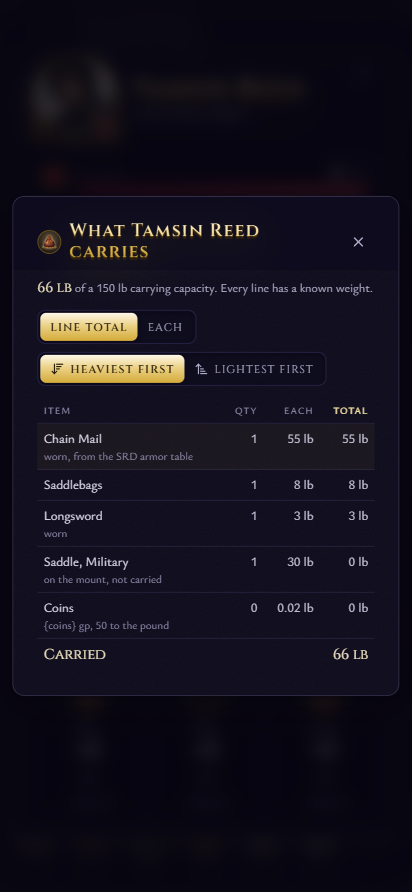 What Tamsin Reed
carries
66 lb of a 150 lb carrying capacity. Every line has a known weight.
Line total Each
Heaviest first Lightest first
Item Qty Each Total
Chain Mail 1 55 lb 55 lb
worn, from the SRD armor table
Saddlebags 1 8 lb 8 lb
Longsword 1 3 lb 3 lb
worn
Saddle, Military 1 30 lb 0 lb
on the mount, not carried
Coins 0 0.02 lb 0 lb
{coins} gp, 50 to the pound
Carried 66 lb